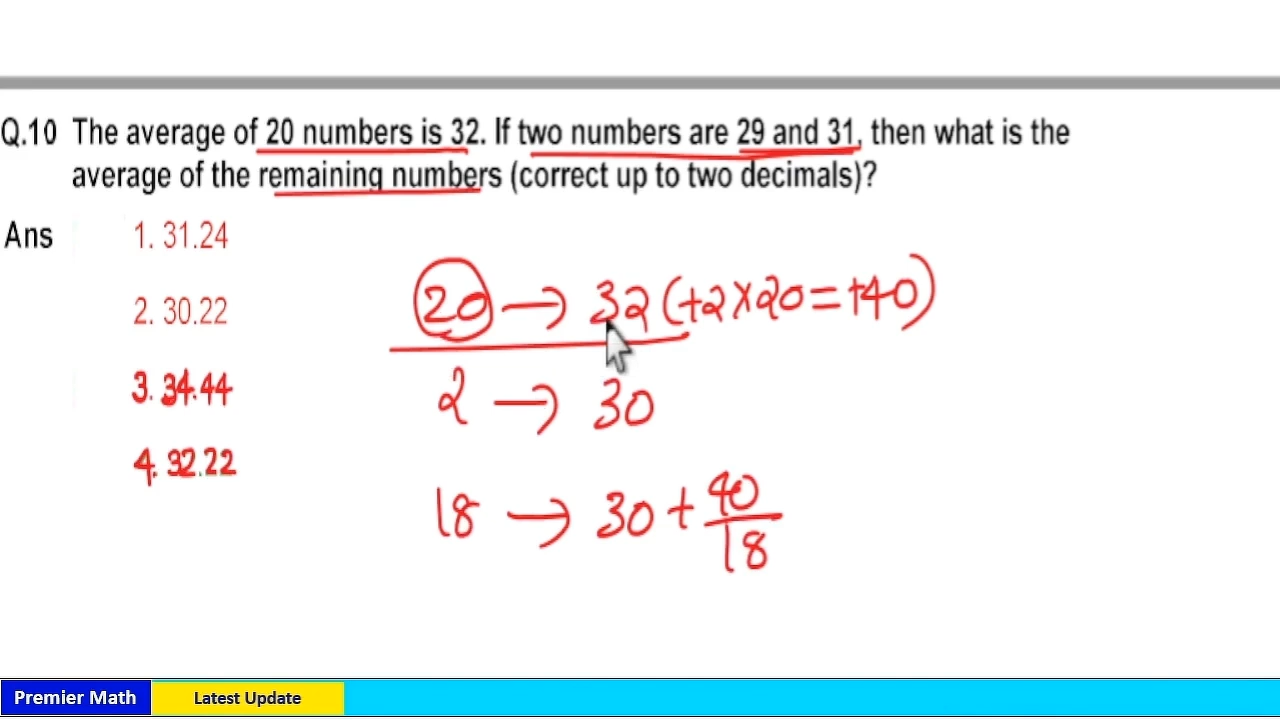 Q.10 The average of 20 numbers is 32. If two numbers are 29 and 31, then what is the
average of the remaining numbers (correct up to two decimals)?
Ans 1. 31.24
2. 30.22
3. 34.44
4. 32.22
20 → 32 (+2×20=+40)
2 → 30
18 → 30 + 40/18
Premier Math Latest Update